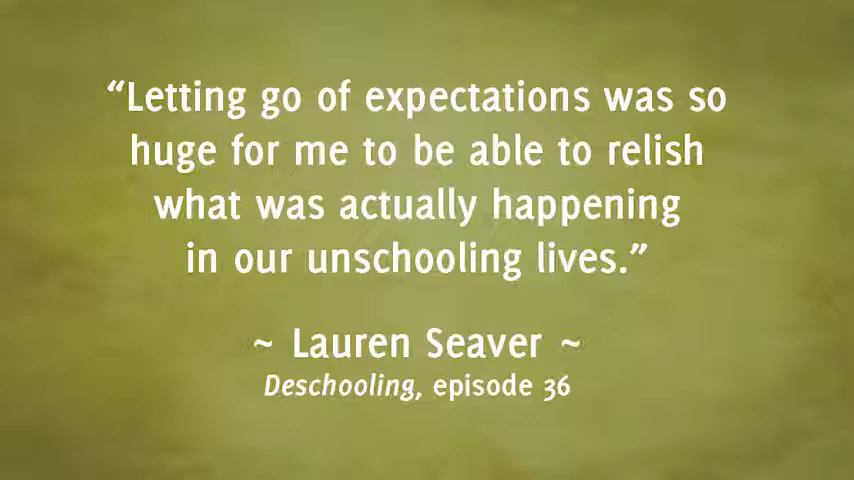 “Letting go of expectations was so
huge for me to be able to relish
what was actually happening
in our unschooling lives.”
~ Lauren Seaver ~
Deschooling, episode 36